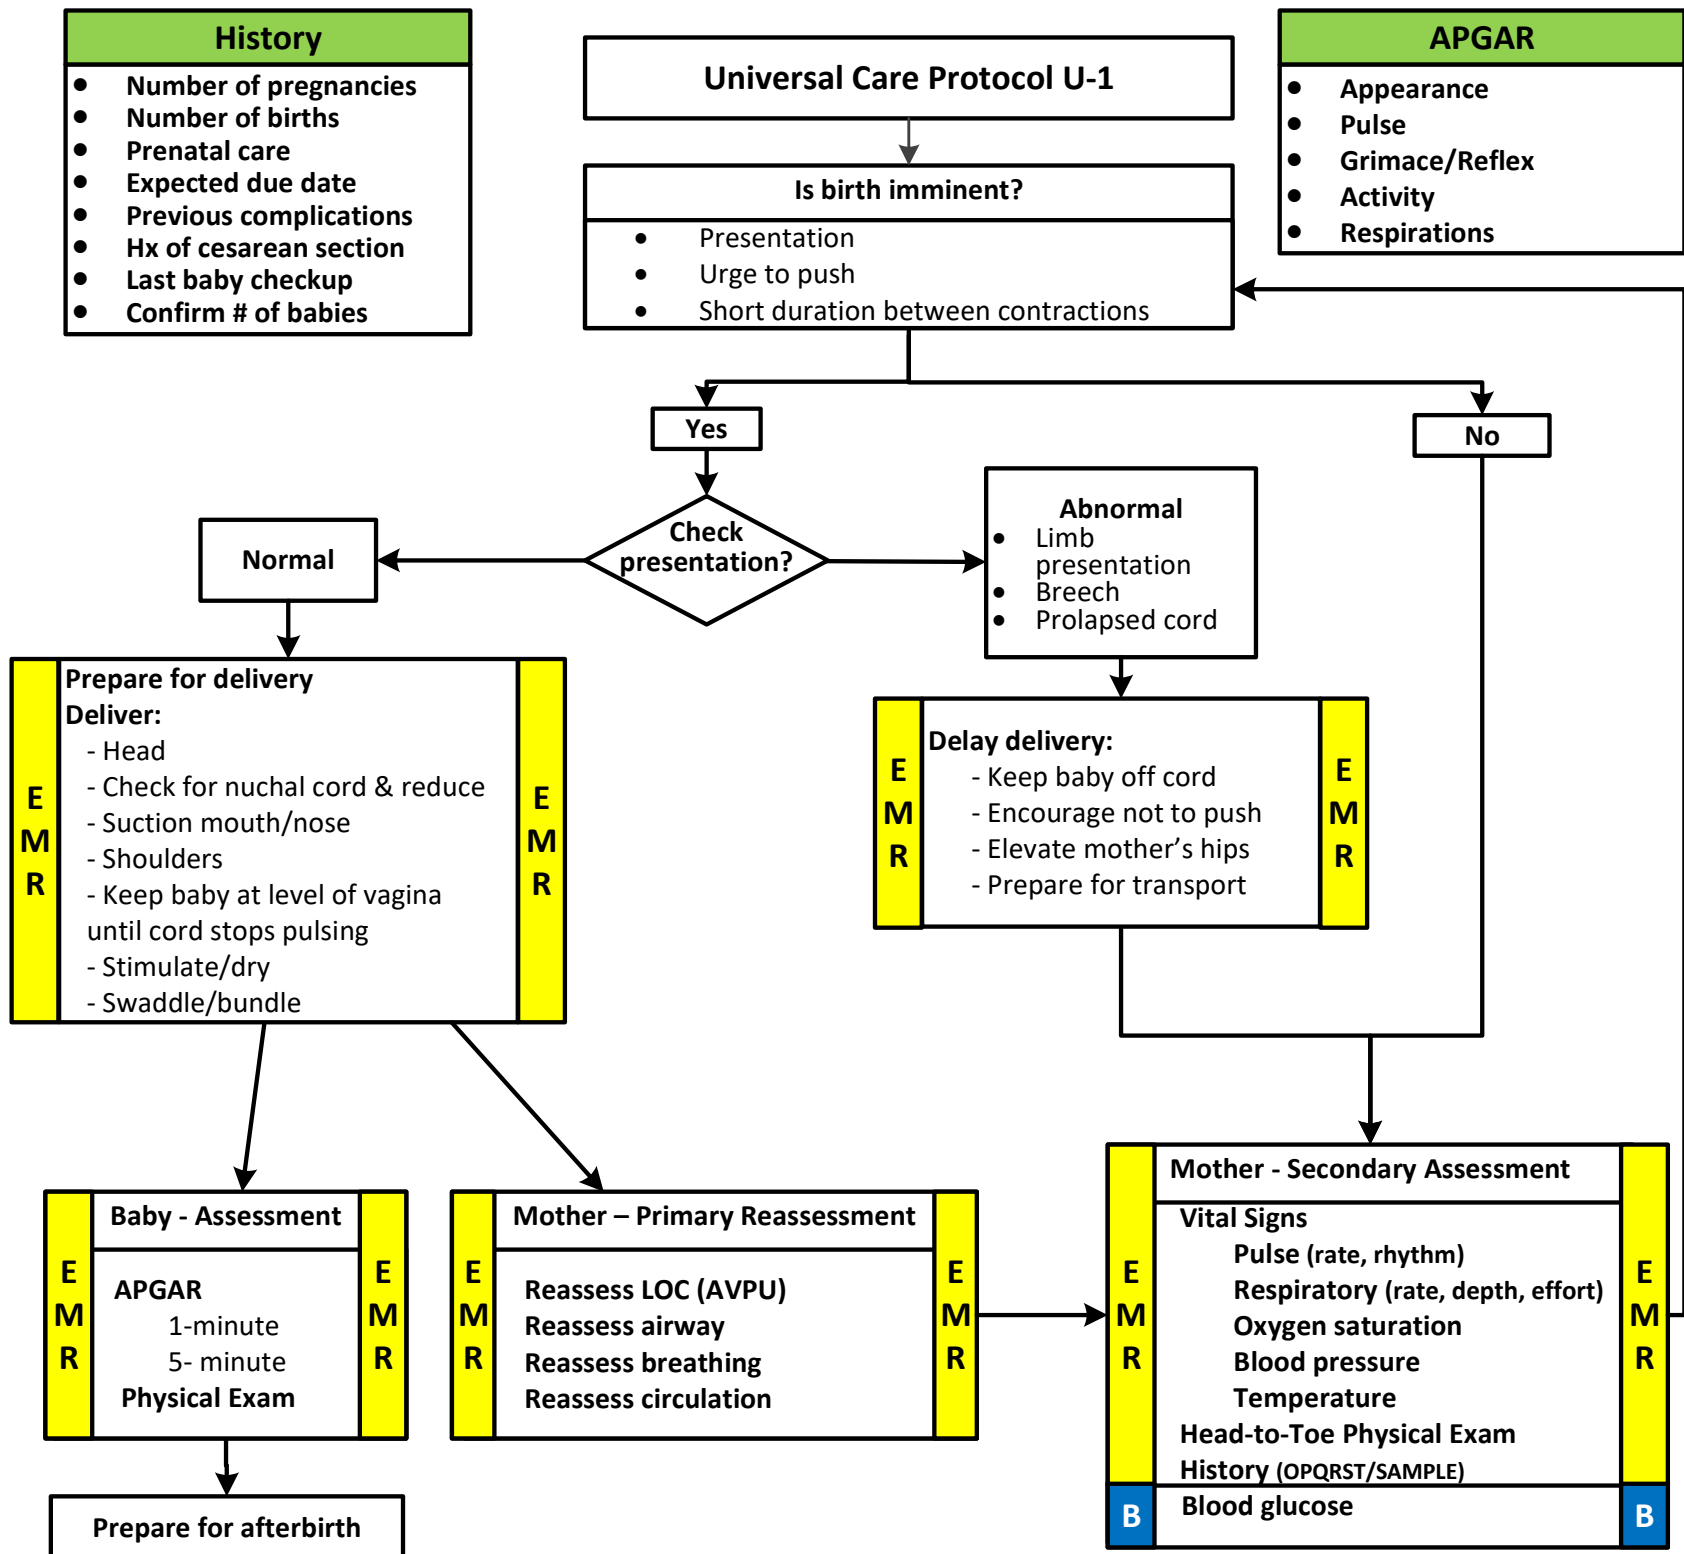 History
• Number of pregnancies
• Number of births
• Prenatal care
• Expected due date
• Previous complications
• Hx of cesarean section
• Last baby checkup
• Confirm # of babies
Universal Care Protocol U-1
APGAR
• Appearance
• Pulse
• Grimace/Reflex
• Activity
• Respirations
Is birth imminent?
• Presentation
• Urge to push
• Short duration between contractions
Yes
No
Check
presentation?
Normal
Abnormal
• Limb
presentation
• Breech
• Prolapsed cord
E
M
R
Prepare for delivery
Deliver:
- Head
- Check for nuchal cord & reduce
- Suction mouth/nose
- Shoulders
- Keep baby at level of vagina
until cord stops pulsing
- Stimulate/dry
- Swaddle/bundle
E
M
R
E
M
R
Delay delivery:
- Keep baby off cord
- Encourage not to push
- Elevate mother's hips
- Prepare for transport
E
M
R
E
M
R
Baby - Assessment
APGAR
1-minute
5- minute
Physical Exam
E
M
R
E
M
R
Mother – Primary Reassessment
Reassess LOC (AVPU)
Reassess airway
Reassess breathing
Reassess circulation
E
M
R
E
M
R
Mother - Secondary Assessment
Vital Signs
Pulse (rate, rhythm)
Respiratory (rate, depth, effort)
Oxygen saturation
Blood pressure
Temperature
Head-to-Toe Physical Exam
History (OPQRST/SAMPLE)
E
M
R
B
Blood glucose
B
Prepare for afterbirth